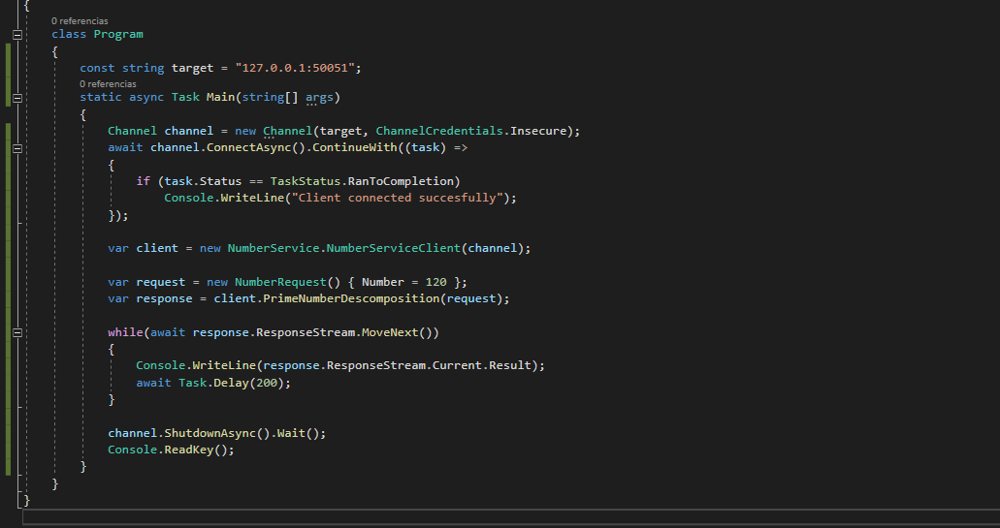 {
0 referencias
class Program
{
const string target = "127.0.0.1:50051";
0 referencias
static async Task Main(string[] args)
{
Channel channel = new Channel(target, ChannelCredentials.Insecure);
await channel.ConnectAsync().ContinueWith((task) =>
{
if (task.Status == TaskStatus.RanToCompletion)
Console.WriteLine("Client connected succesfully");
});
var client = new NumberService.NumberServiceClient(channel);
var request = new NumberRequest() { Number = 120 };
var response = client.PrimeNumberDescomposition(request);
while(await response.ResponseStream.MoveNext())
{
Console.WriteLine(response.ResponseStream.Current.Result);
await Task.Delay(200);
}
channel.ShutdownAsync().Wait();
Console.ReadKey();
}
}
}